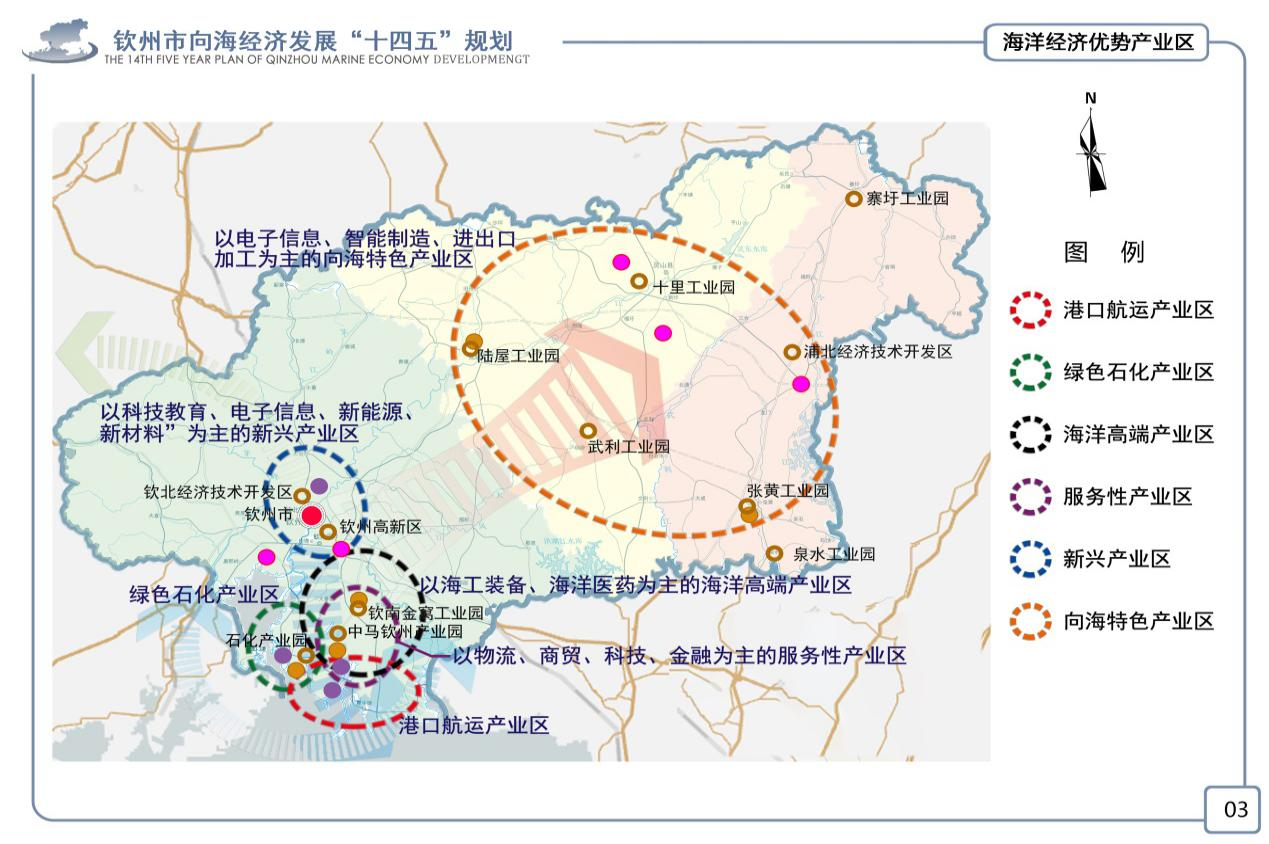 钦州市向海经济发展“十四五”规划
THE 14TH FIVE YEAR PLAN OF QINZHOU MARINE ECONOMY DEVELOPMENGT
海洋经济优势产业区
N
图 例
港口航运产业区
绿色石化产业区
海洋高端产业区
服务性产业区
新兴产业区
向海特色产业区
寨圩工业园
以电子信息、智能制造、进出口
加工为主的向海特色产业区
十里工业园
陆屋工业园
浦北经济技术开发区
以科技教育、电子信息、新能源、
新材料”为主的新兴产业区
武利工业园
钦北经济技术开发区
张黄工业园
钦州市
钦州高新区
泉水工业园
以海工装备、海洋医药为主的海洋高端产业区
绿色石化产业区
钦南金窝工业园
中马钦州产业园
石化产业园
以物流、商贸、科技、金融为主的服务性产业区
港口航运产业区
03